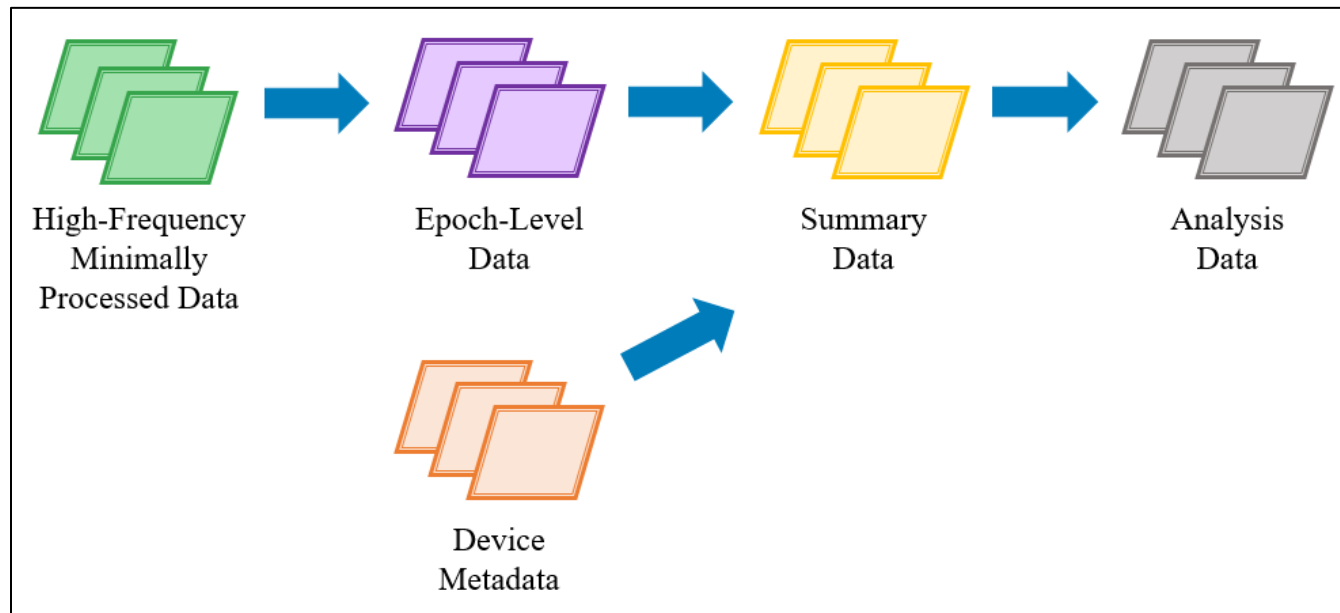 High-Frequency
Minimally
Processed Data
Epoch-Level
Data
Summary
Data
Analysis
Data
Device
Metadata